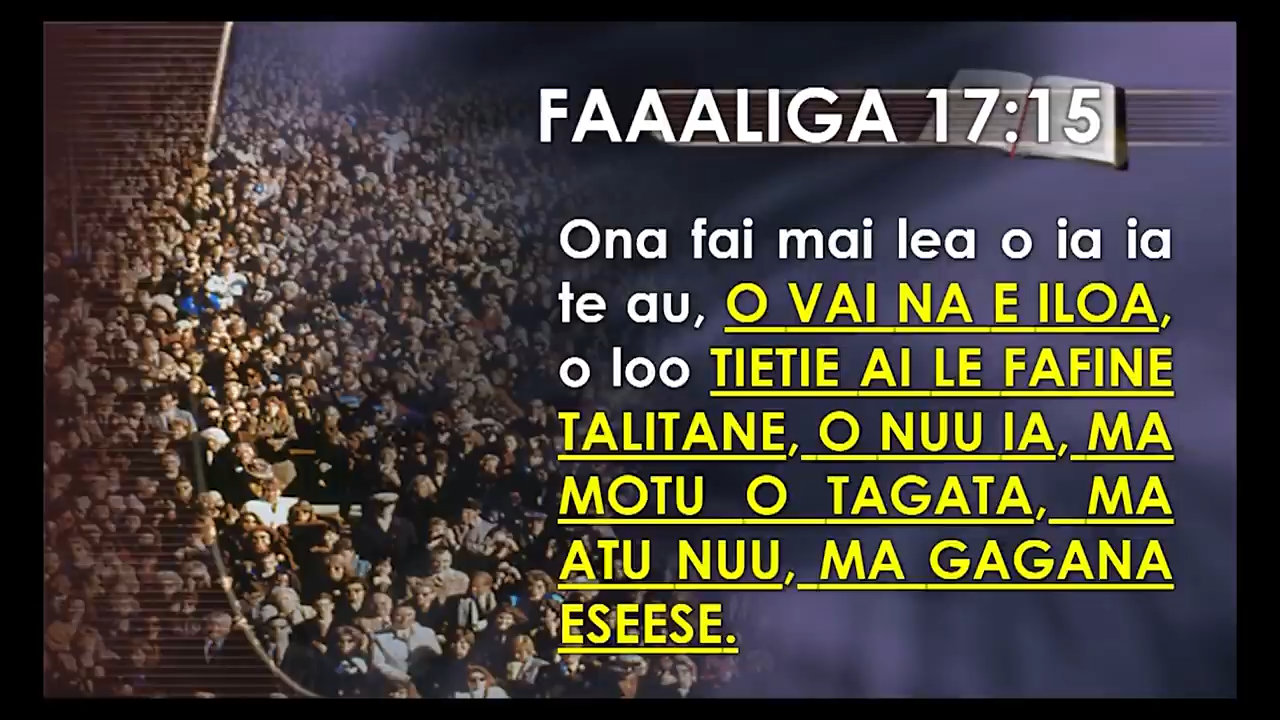 FAAALIGA 17:15
Ona fai mai lea o ia ia
te au, O VAI NA E ILOA,
o loo TIETIE AI LE FAFINE
TALITANE, O NUU IA, MA
MOTU O TAGATA, MA
ATU NUU, MA GAGANA
ESEESE.